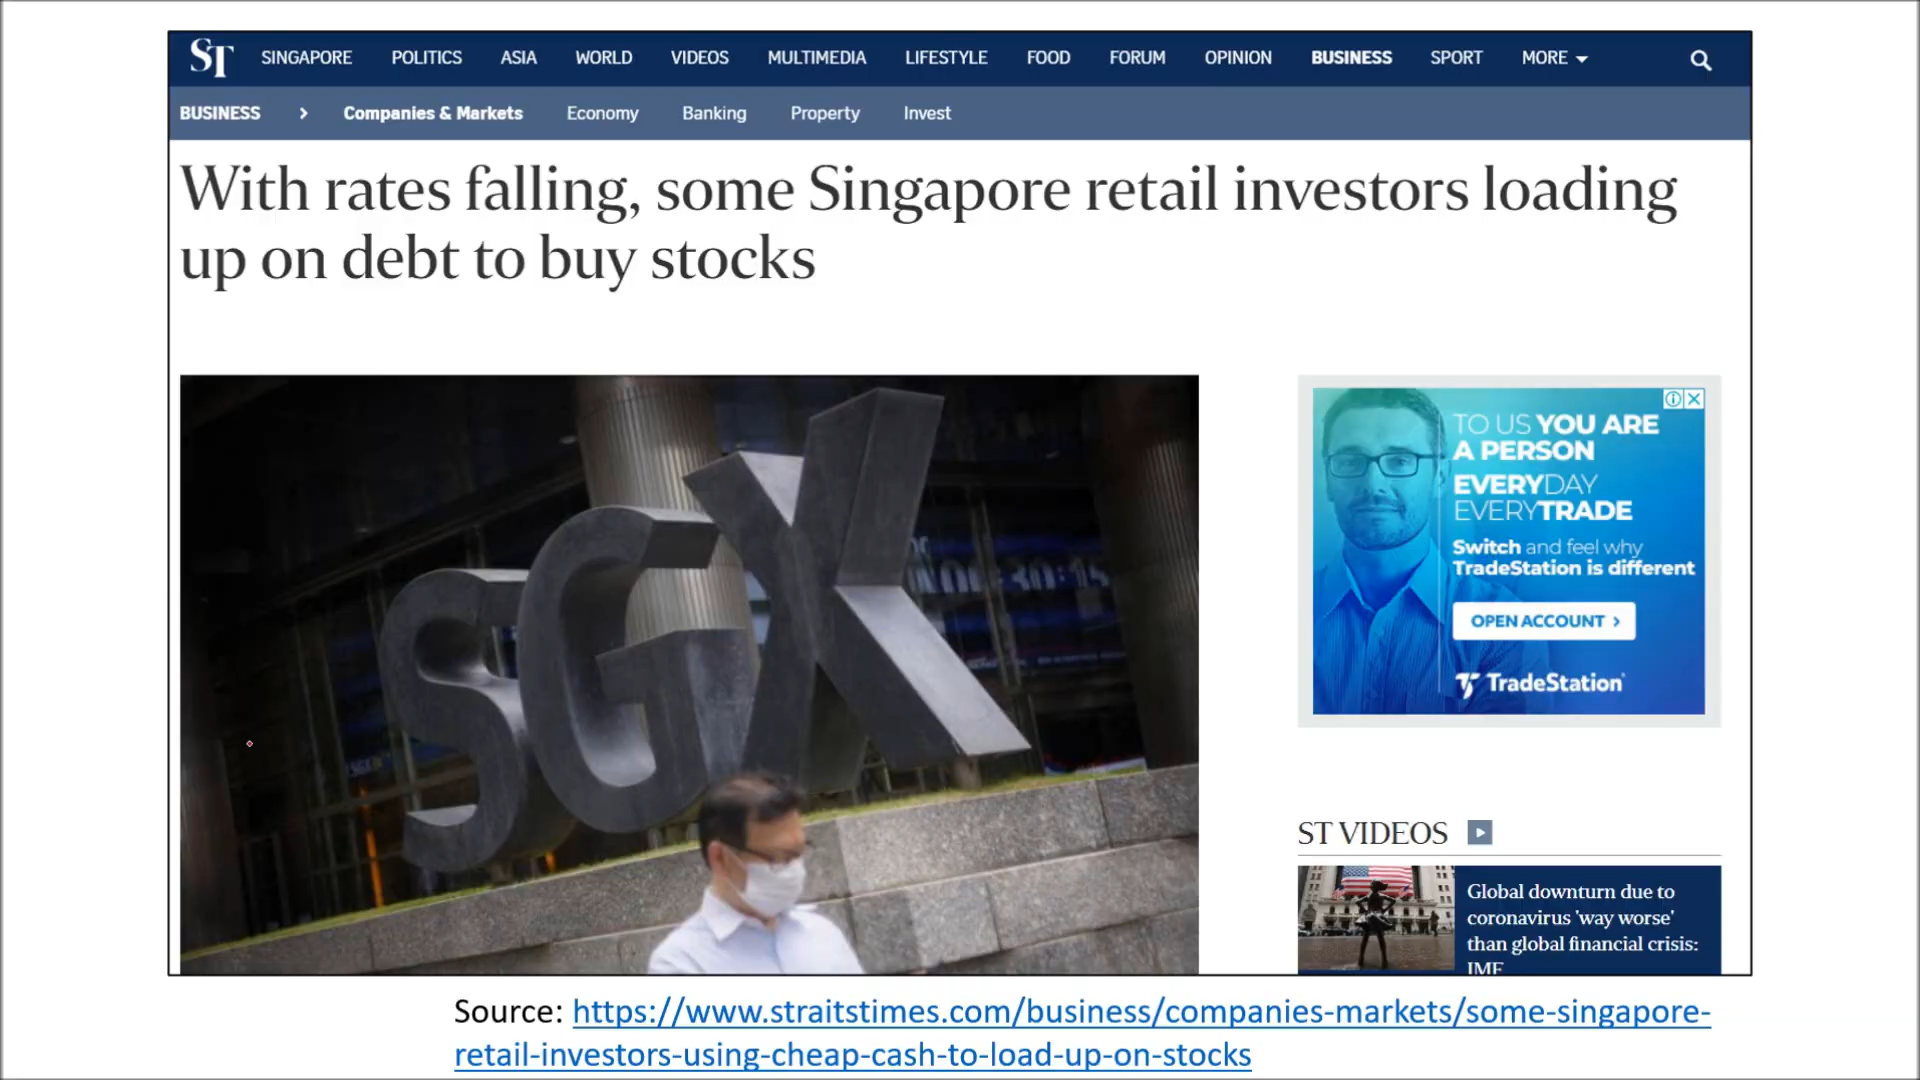 ST SINGAPORE POLITICS ASIA WORLD VIDEOS MULTIMEDIA LIFESTYLE FOOD FORUM OPINION BUSINESS SPORT MORE
BUSINESS > Companies & Markets Economy Banking Property Invest
With rates falling, some Singapore retail investors loading
up on debt to buy stocks
SGX
TO US YOU ARE
A PERSON
EVERYDAY
EVERYTRADE
Switch and feel why
TradeStation is different
OPEN ACCOUNT >
TradeStation
ST VIDEOS
Global downturn due to
coronavirus 'way worse'
than global financial crisis:
IMF
Source: https://www.straitstimes.com/business/companies-markets/some-singapore-
retail-investors-using-cheap-cash-to-load-up-on-stocks